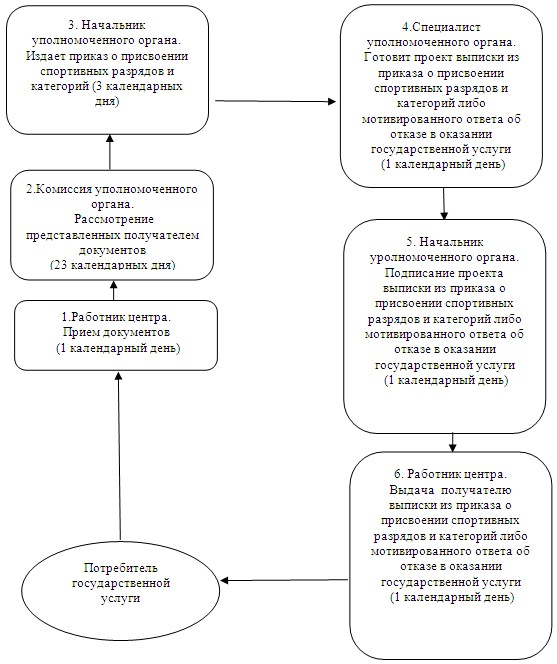 3. Начальник
уполномоченного органа.
Издает приказ о присвоении
спортивных разрядов и
категорий (3 календарных
дня)
4.Специалист
уполномоченного органа.
Готовит проект выписки из
приказа о присвоении
спортивных разрядов и
категорий либо
мотивированного ответа об
отказе в оказании
государственной услуги
(1 календарный день)
2.Комиссия уполномоченного
органа.
Рассмотрение
представленных получателем
документов
(23 календарных дня)
5. Начальник
уролномоченного органа.
Подписание проекта
выписки из приказа о
присвоении спортивных
разрядов и категорий либо
мотивированного ответа об
отказе в оказании
государственной услуги
(1 календарный день)
1.Работник центра.
Прием документов
(1 календарный день)
6. Работник центра.
Выдача получателю
выписки из приказа о
присвоении спортивных
разрядов и категорий либо
мотивированного ответа об
отказе в оказании
государственной услуги
(1 календарный день)
Потребитель
государственной
услуги